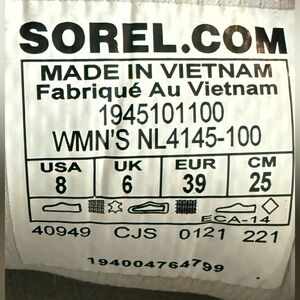 SOREL.COM
MADE IN VIETNAM
Fabriqué Au Vietnam
1945101100
WMN'S NL4145-100
USA UK EUR CM
8 6 39 25
ECA-14
40949 CJS 0121 221
194004764799